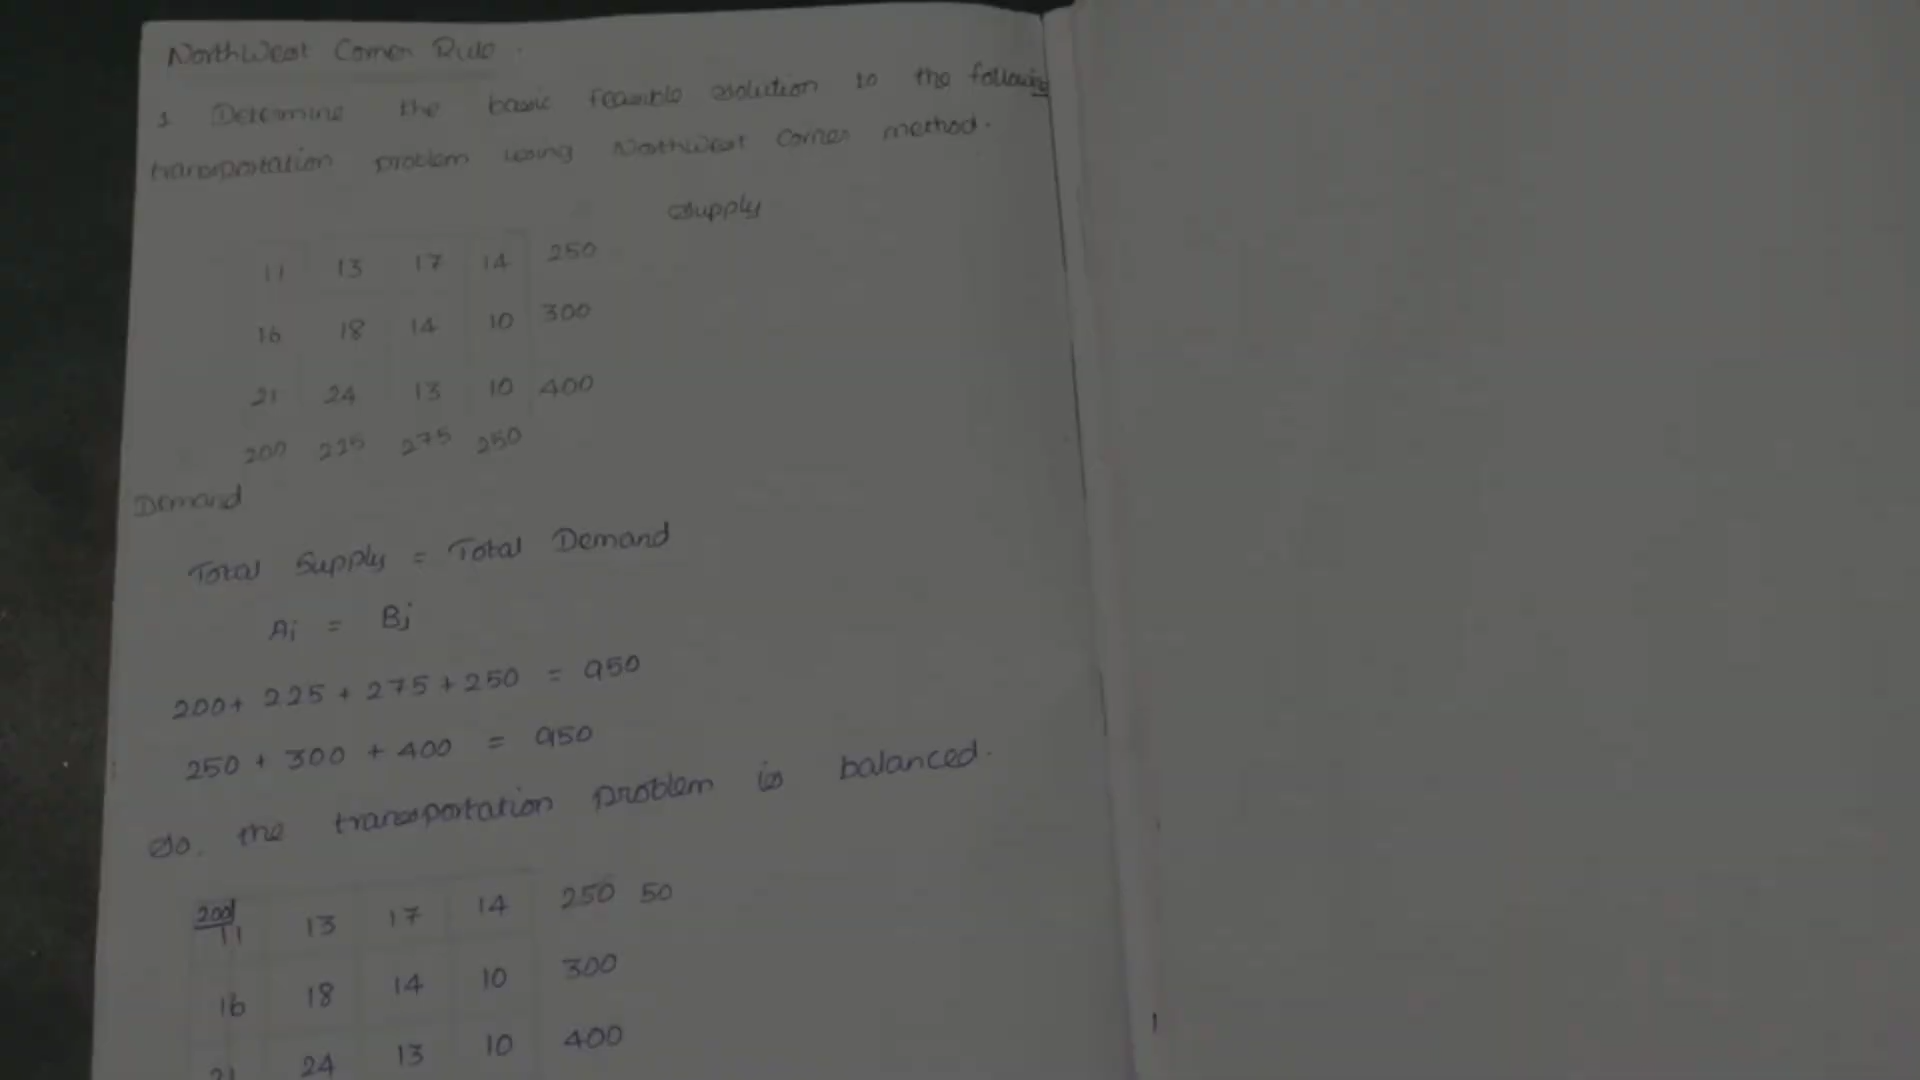 NorthWest Corner Rule.
1 Determine the basic feasible solution to the following
transportation problem using NorthWest Corner method.
Supply
11 13 17 14 250
16 18 14 10 300
21 24 13 10 400
200 225 275 250
Demand
Total Supply = Total Demand
Ai = Bj
200+ 225 + 275 + 250 = 950
250 + 300 + 400 = 950
So, the transportation problem is balanced.
200
11 13 17 14 250 50
16 18 14 10 300
21 24 13 10 400